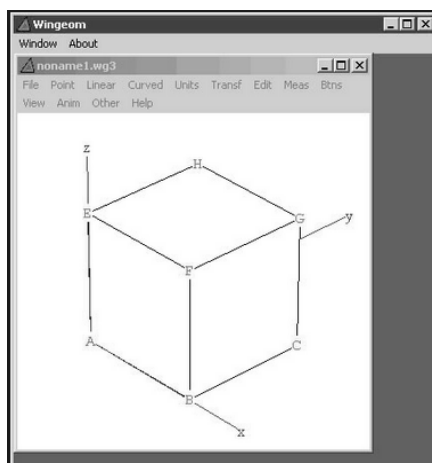 Wingeom
Window About
noname1.wg3
File Point Linear Curved Units Transf Edit Meas Btns
View Anim Other Help
z
H
E
G
y
F
A
C
B
x